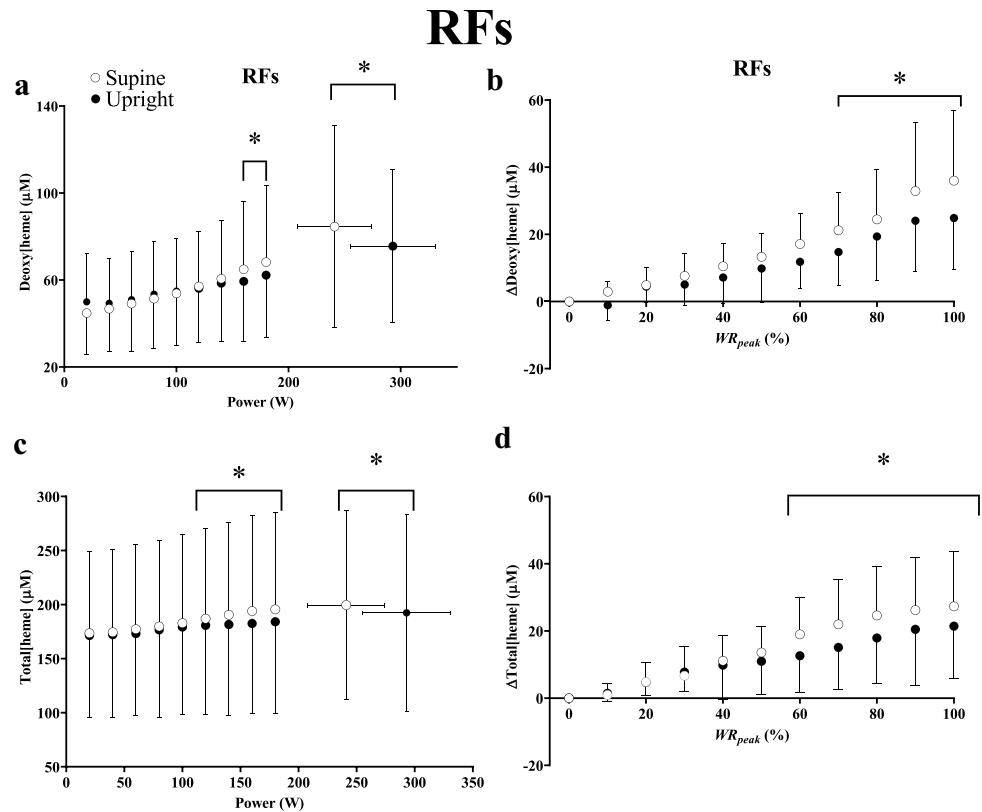 RFs
a
○ Supine
● Upright
RFs
*
*
Deoxy[heme] (μM)
140
100
60
20
0
100
200
300
Power (W)
b
RFs
*
ΔDeoxy[heme] (μM)
60
40
20
0
-20
0
20
40
60
80
100
WRpeak (%)
c
*
*
Total[heme] (μM)
300
250
200
150
100
50
0
50
100
150
200
250
300
350
Power (W)
d
*
ΔTotal[heme] (μM)
60
40
20
0
-20
0
20
40
60
80
100
WRpeak (%)